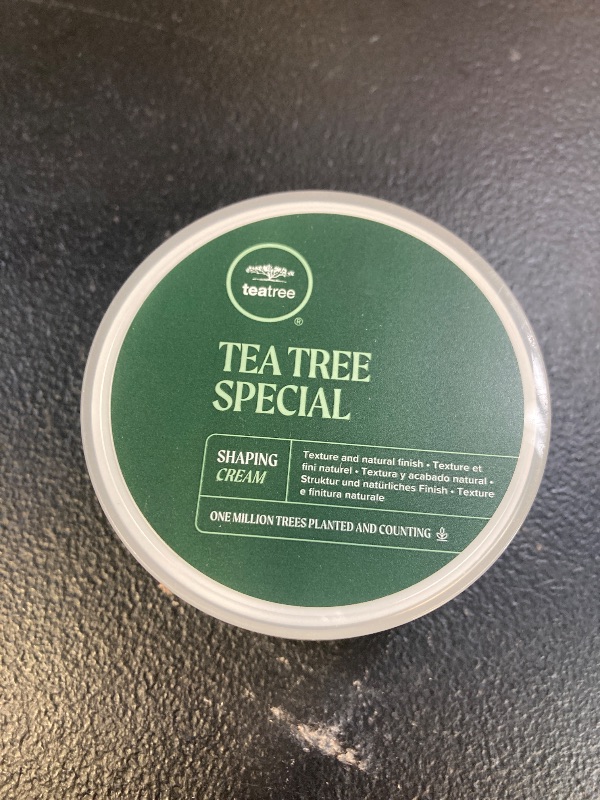 teatree
®
TEA TREE
SPECIAL
SHAPING
CREAM
Texture and natural finish • Texture et
fini naturel • Textura y acabado natural •
Struktur und natürliches Finish • Texture
e finitura naturale
ONE MILLION TREES PLANTED AND COUNTING